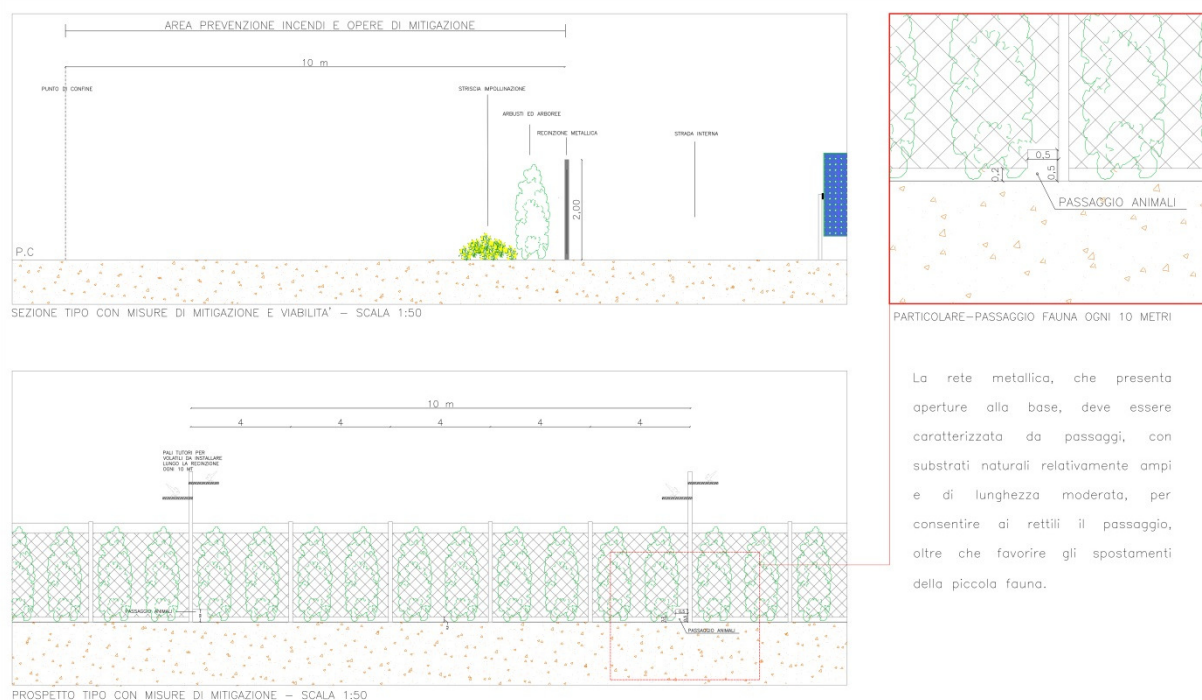 AREA PREVENZIONE INCENDI E OPERE DI MITIGAZIONE
10 m
PUNTO DI CONFINE
STRISCIA IMPOLLINAZIONE
ARBUSTI ED ARBOREE
RECINZIONE METALLICA
STRADA INTERNA
2,00
P.C
SEZIONE TIPO CON MISURE DI MITIGAZIONE E VIABILITA' – SCALA 1:50
0,5
0,2
0,5
PASSAGGIO ANIMALI
PARTICOLARE–PASSAGGIO FAUNA OGNI 10 METRI
La rete metallica, che presenta
aperture alla base, deve essere
caratterizzata da passaggi, con
substrati naturali relativamente ampi
e di lunghezza moderata, per
consentire ai rettili il passaggio,
oltre che favorire gli spostamenti
della piccola fauna.
10 m
4 4 4 4 4
PALI TUTORI PER
VOLATILI DA INSTALLARE
LUNGO LA RECINZIONE
OGNI 10 MT
PASSAGGIO ANIMALI
PASSAGGIO ANIMALI
PROSPETTO TIPO CON MISURE DI MITIGAZIONE – SCALA 1:50